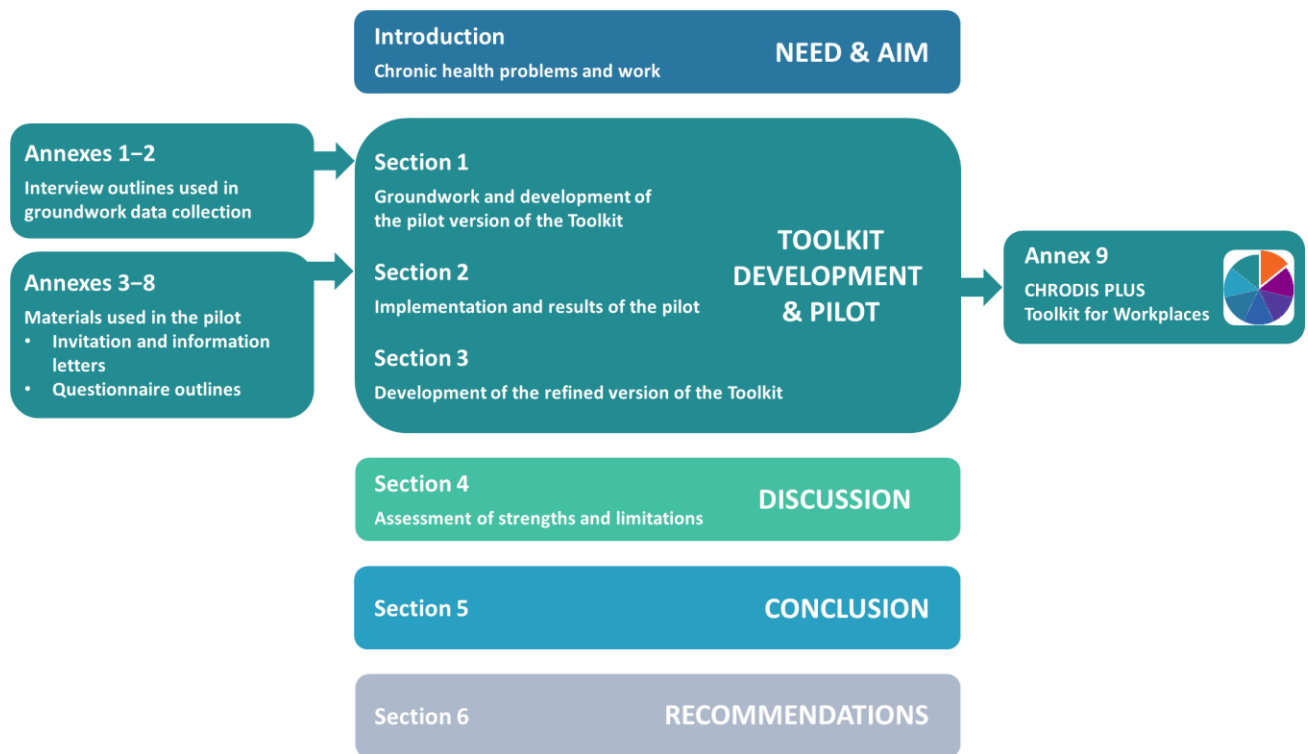 Introduction
Chronic health problems and work
NEED & AIM
Annexes 1–2
Interview outlines used in
groundwork data collection
Annexes 3–8
Materials used in the pilot
• Invitation and information
letters
• Questionnaire outlines
Section 1
Groundwork and development of
the pilot version of the Toolkit
Section 2
Implementation and results of the pilot
Section 3
Development of the refined version of the Toolkit
TOOLKIT
DEVELOPMENT
& PILOT
Annex 9
CHRODIS PLUS
Toolkit for Workplaces
Section 4
Assessment of strengths and limitations
DISCUSSION
Section 5
CONCLUSION
Section 6
RECOMMENDATIONS